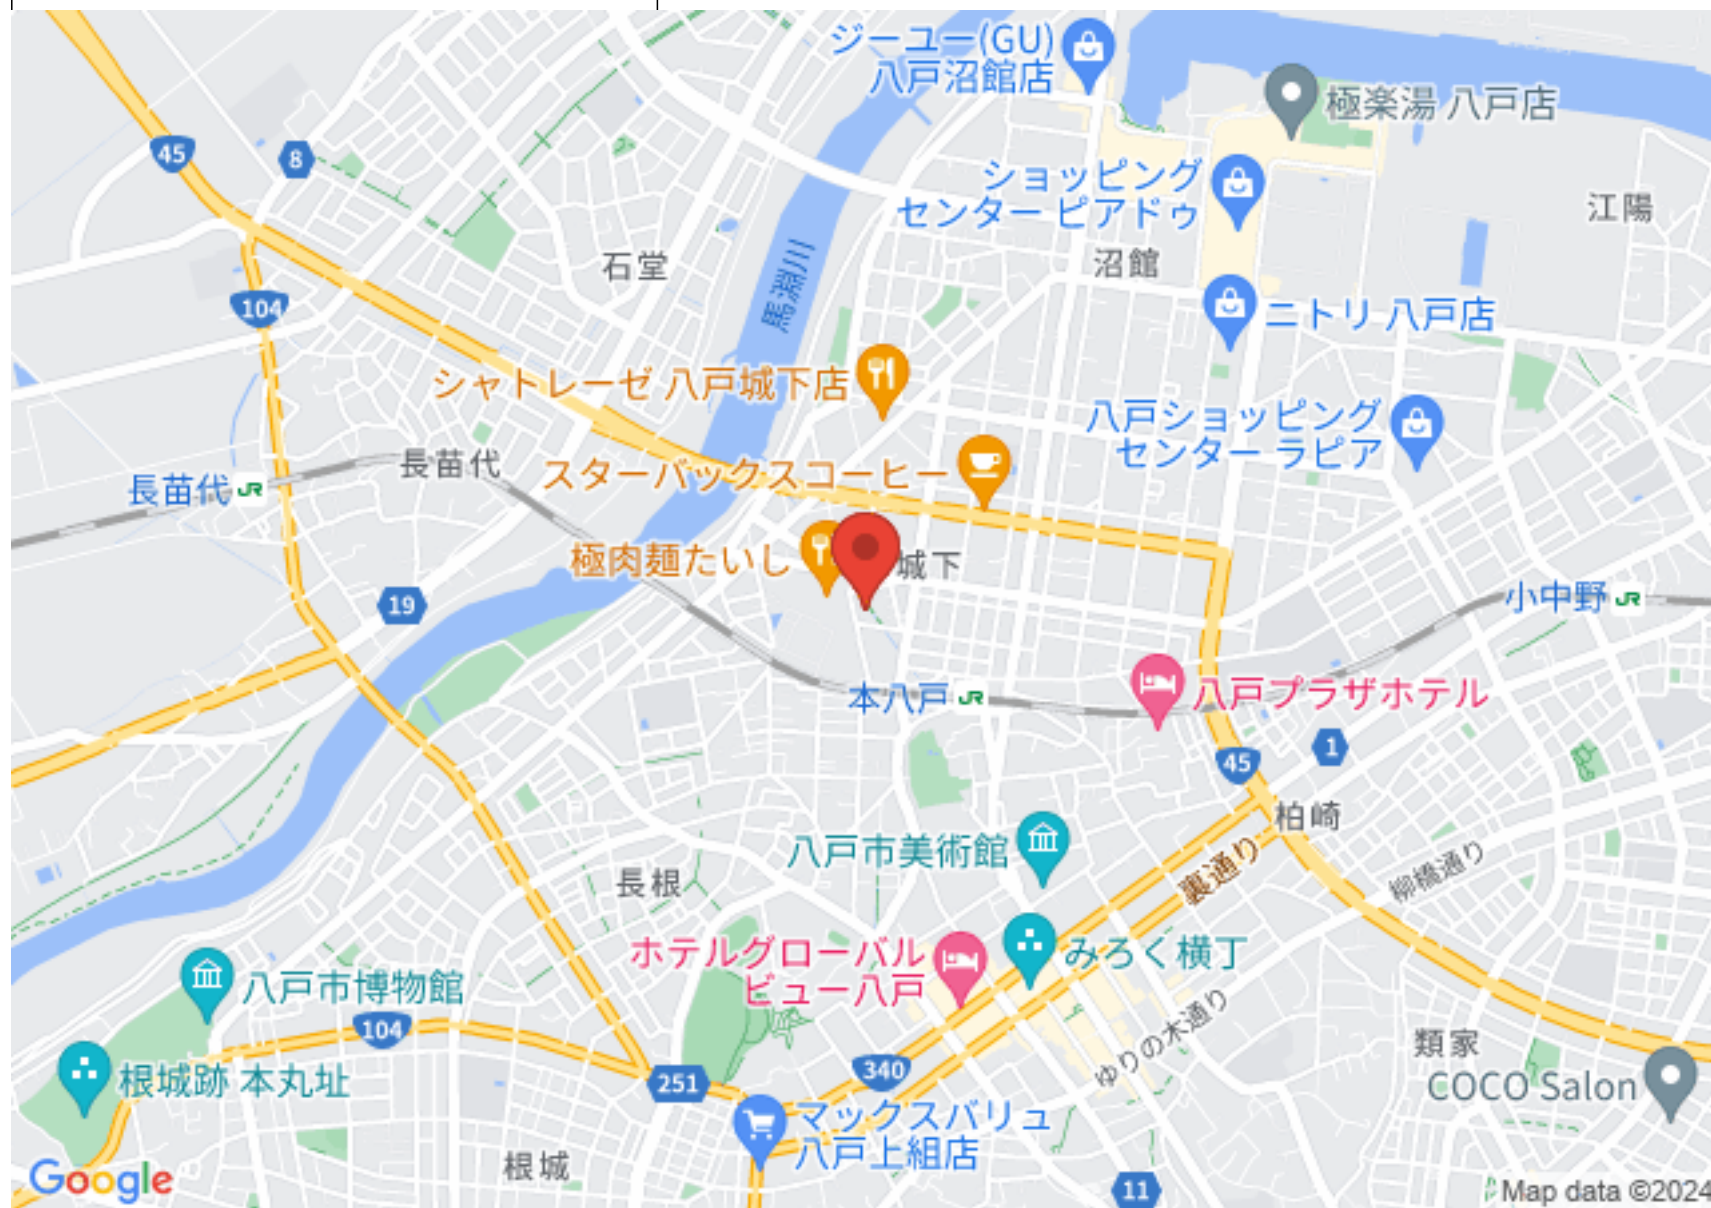 ジーユー(GU)
八戸沼館店
極楽湯 八戸店
45
8
ショッピング
センター ピアドゥ
江陽
石堂
沼館
馬淵川
104
ニトリ 八戸店
シャトレーゼ 八戸城下店
八戸ショッピング
センター ラピア
長苗代
スターバックスコーヒー
長苗代 JR
極肉麺たいし
城下
19
小中野 JR
本八戸 JR
八戸プラザホテル
45
1
柏崎
八戸市美術館
裏通り
柳橋通り
長根
ホテルグローバル
ビュー八戸
みろく横丁
八戸市博物館
104
ゆりの木通り
類家
340
251
根城跡 本丸址
COCO Salon
マックスバリュ
八戸上組店
根城
Google
11
Map data ©2024